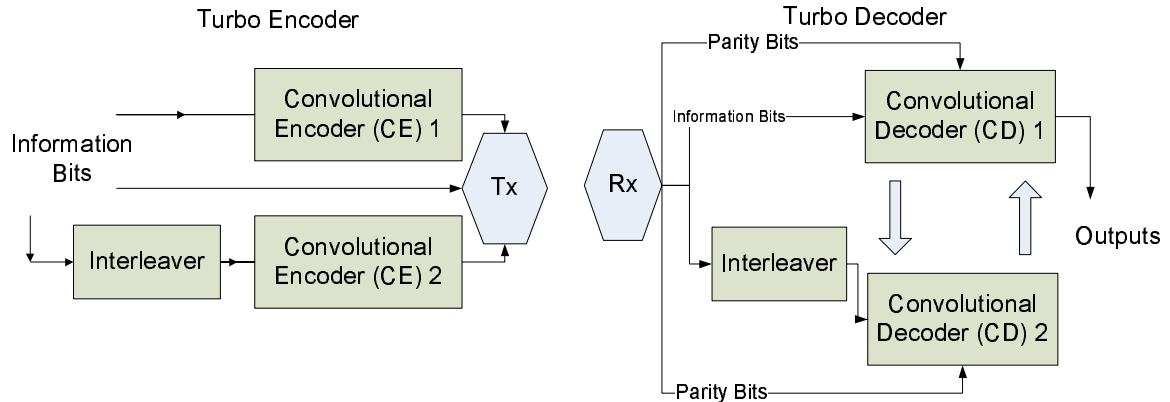 Turbo Encoder
Convolutional
Encoder (CE) 1
Information
Bits
Tx
Interleaver
Convolutional
Encoder (CE) 2
Turbo Decoder
Parity Bits
Convolutional
Decoder (CD) 1
Information Bits
Rx
Interleaver
Outputs
Convolutional
Decoder (CD) 2
Parity Bits